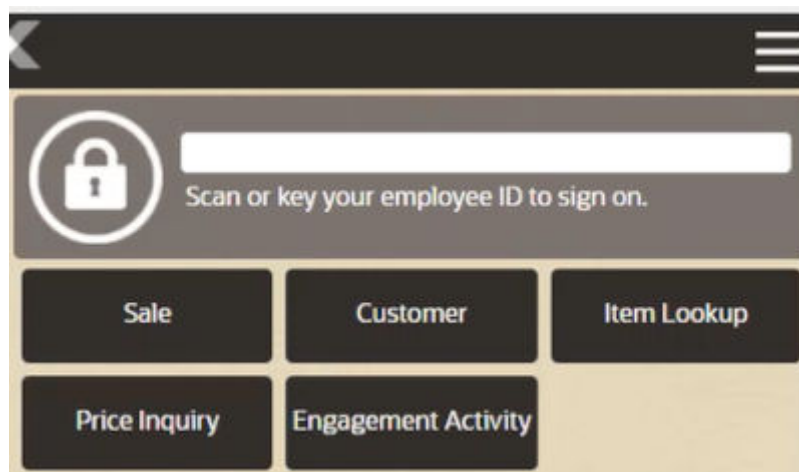 Scan or key your employee ID to sign on.
Sale
Customer
Item Lookup
Price Inquiry
Engagement Activity